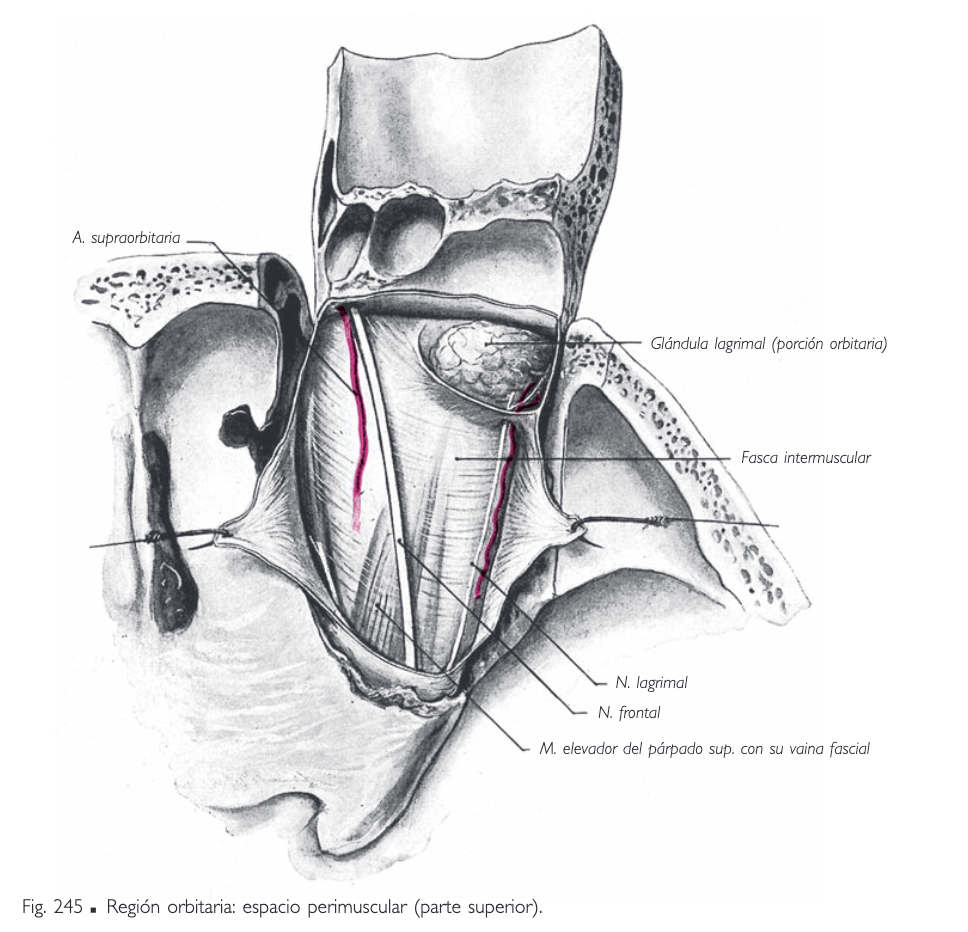 A. supraorbitaria
Glándula lagrimal (porción orbitaria)
Fasca intermuscular
N. lagrimal
N. frontal
M. elevador del párpado sup. con su vaina fascial
Fig. 245 ■ Región orbitaria: espacio perimuscular (parte superior).